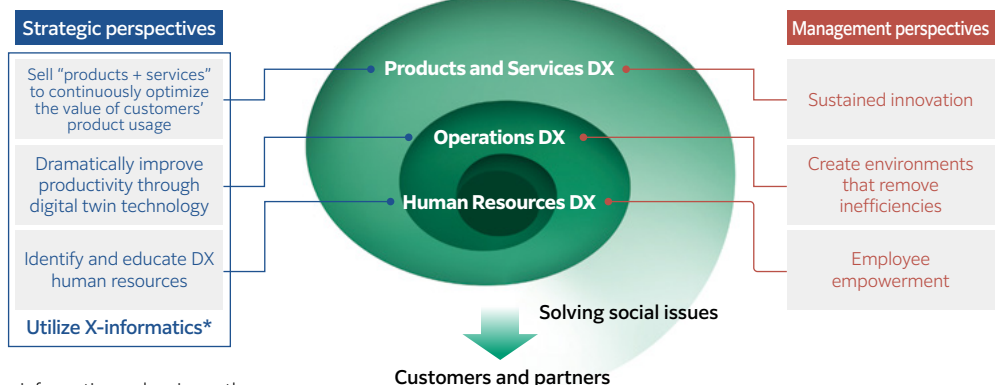 Strategic perspectives
Sell “products + services”
to continuously optimize
the value of customers’
product usage
Dramatically improve
productivity through
digital twin technology
Identify and educate DX
human resources
Utilize X-informatics*
Products and Services DX
Operations DX
Human Resources DX
Solving social issues
Customers and partners
Management perspectives
Sustained innovation
Create environments
that remove
inefficiencies
Employee
empowerment